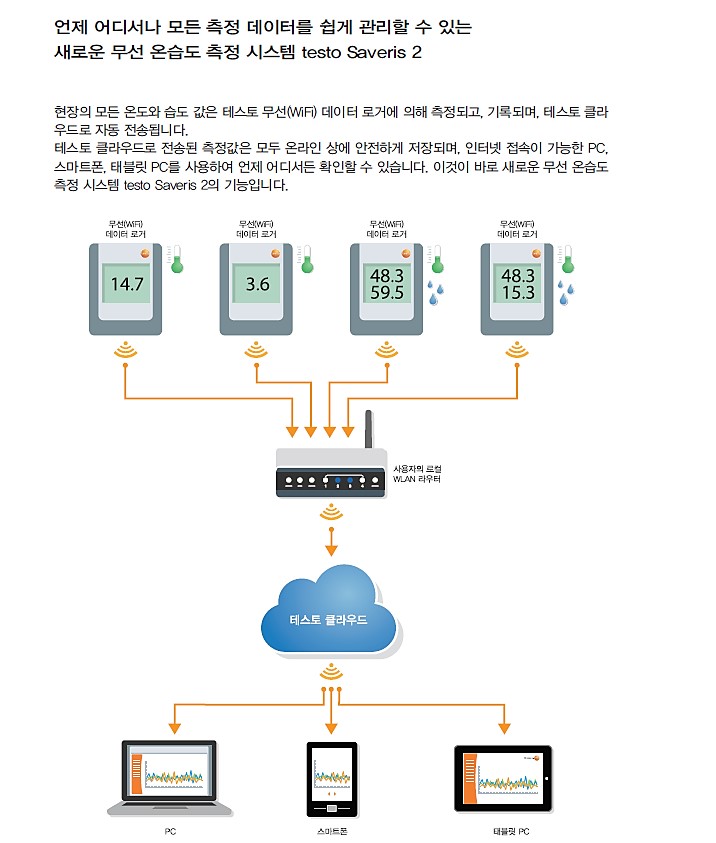 언제 어디서나 모든 측정 데이터를 쉽게 관리할 수 있는
새로운 무선 온습도 측정 시스템 testo Saveris 2
현장의 모든 온도와 습도 값은 테스토 무선(WiFi) 데이터 로거에 의해 측정되고, 기록되며, 테스토 클라
우드로 자동 전송됩니다.
테스토 클라우드로 전송된 측정값은 모두 온라인 상에 안전하게 저장되며, 인터넷 접속이 가능한 PC,
스마트폰, 태블릿 PC를 사용하여 언제 어디서든 확인할 수 있습니다. 이것이 바로 새로운 무선 온습도
측정 시스템 testo Saveris 2의 기능입니다.
무선(WiFi)
데이터 로거
무선(WiFi)
데이터 로거
무선(WiFi)
데이터 로거
무선(WiFi)
데이터 로거
14.7
3.6
48.3
59.5
48.3
15.3
사용자의 로컬
WLAN 라우터
1 2 3 4
테스토 클라우드
PC
스마트폰
태블릿 PC